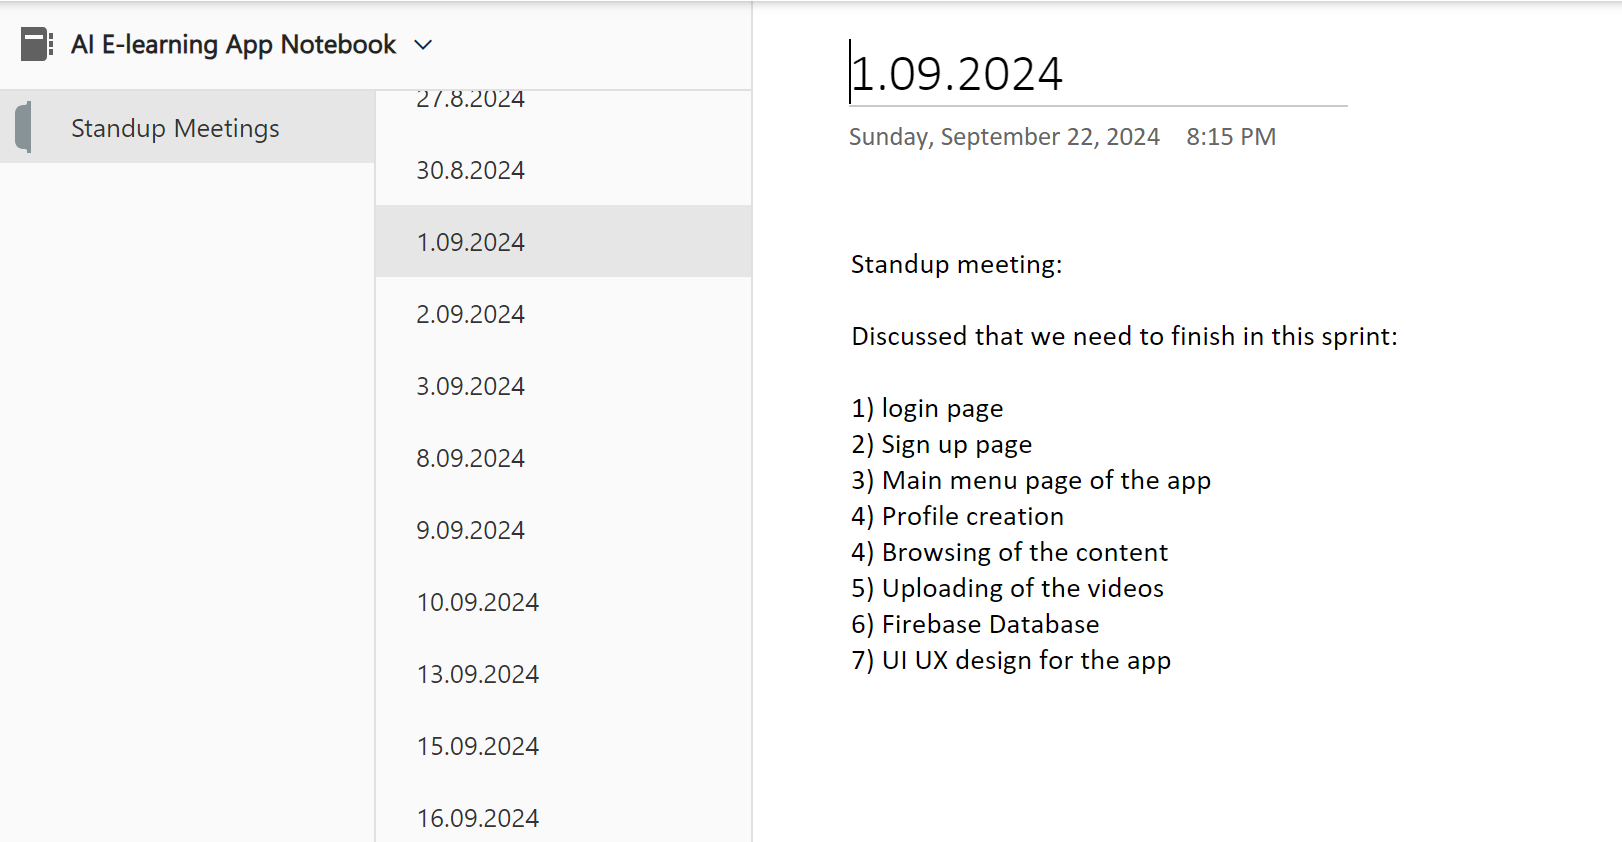 AI E-learning App Notebook
Standup Meetings
27.8.2024
30.8.2024
1.09.2024
2.09.2024
3.09.2024
8.09.2024
9.09.2024
10.09.2024
13.09.2024
15.09.2024
16.09.2024
1.09.2024
Sunday, September 22, 2024 8:15 PM
Standup meeting:
Discussed that we need to finish in this sprint:
1) login page
2) Sign up page
3) Main menu page of the app
4) Profile creation
4) Browsing of the content
5) Uploading of the videos
6) Firebase Database
7) UI UX design for the app